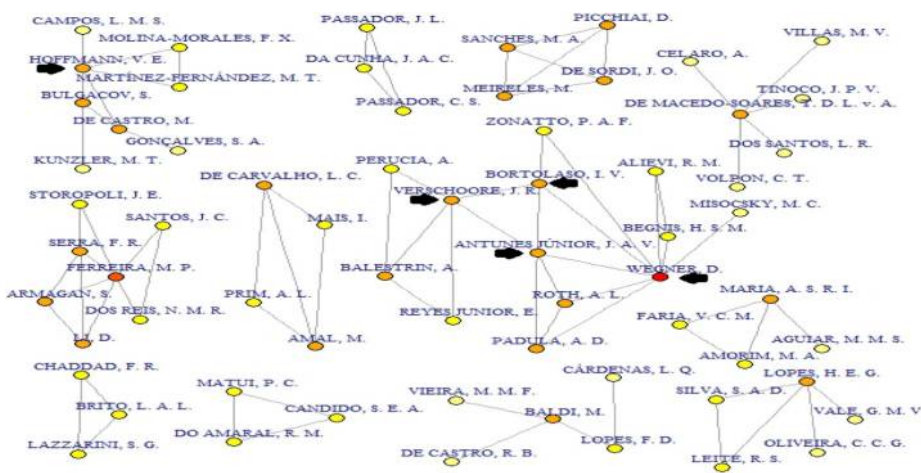 CAMPOS, L. M. S.
PASSADOR, J. L.
PICCHIAI, D.
MOLINA-MORALES, F. X.
SANCHES, M. A.
VILLAS, M. V.
HOFFMANN, V. E.
DA CUNHA, J. A. C.
CELARO, A.
MARTINEZ-FERNÁNDEZ, M. T.
DE SORDI, J. O.
BULGACOV, S.
MEIRELES, M.
TINOCO, J. P. V.
PASSADOR, C. S.
DE MACEDO-SOARES, T. D. L. v. A.
DE CASTRO, M.
ZONATTO, P. A. F.
GONÇALVES, S. A.
DOS SANTOS, L. R.
KUNZLER, M. T.
PERUCIA, A.
ALIEVI, R. M.
DE CARVALHO, L. C.
BORTOLASO, I. V.
VOLPON, C. T.
VERSCHOORE, J. R.
STOROPOLI, J. E.
MISOCSKY, M. C.
SANTOS, J. C.
MAIS, I.
BEGNIS, H. S. M.
SERRA, F. R.
ANTUNES JÚNIOR, J. A. V.
FERREIRA, M. P.
BALESTRIN, A.
WEGNER, D.
ARMAGAN, S.
PRIM, A. L.
ROTH, A. L.
MARIA, A. S. R. I.
DOS REIS, N. M. R.
REYES JUNIOR, E.
FARIA, V. C. M.
LI, D.
AMAL, M.
PADULA, A. D.
AGUIAR, M. M. S.
AMORIM, M. A.
CHADDAD, F. R.
CÁRDENAS, L. Q.
LOPES, H. E. G.
MATUI, P. C.
VIEIRA, M. M. F.
SILVA, S. A. D.
BRITO, L. A. L.
CANDIDO, S. E. A.
BALDI, M.
VALE, G. M. V.
DO AMARAL, R. M.
LAZZARINI, S. G.
LOPES, F. D.
OLIVEIRA, C. C. G.
DE CASTRO, R. B.
LEITE, R. S.